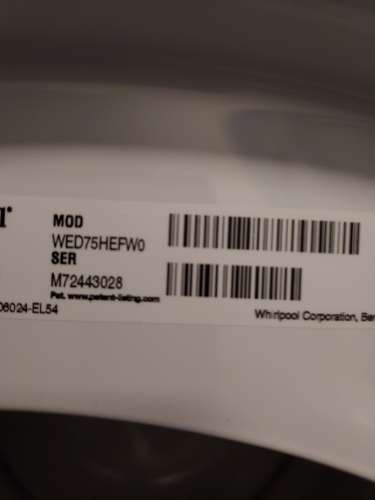 MOD
WED75HEFW0
SER
M72443028
Pat. www.patent-listing.com
Whirlpool Corporation,